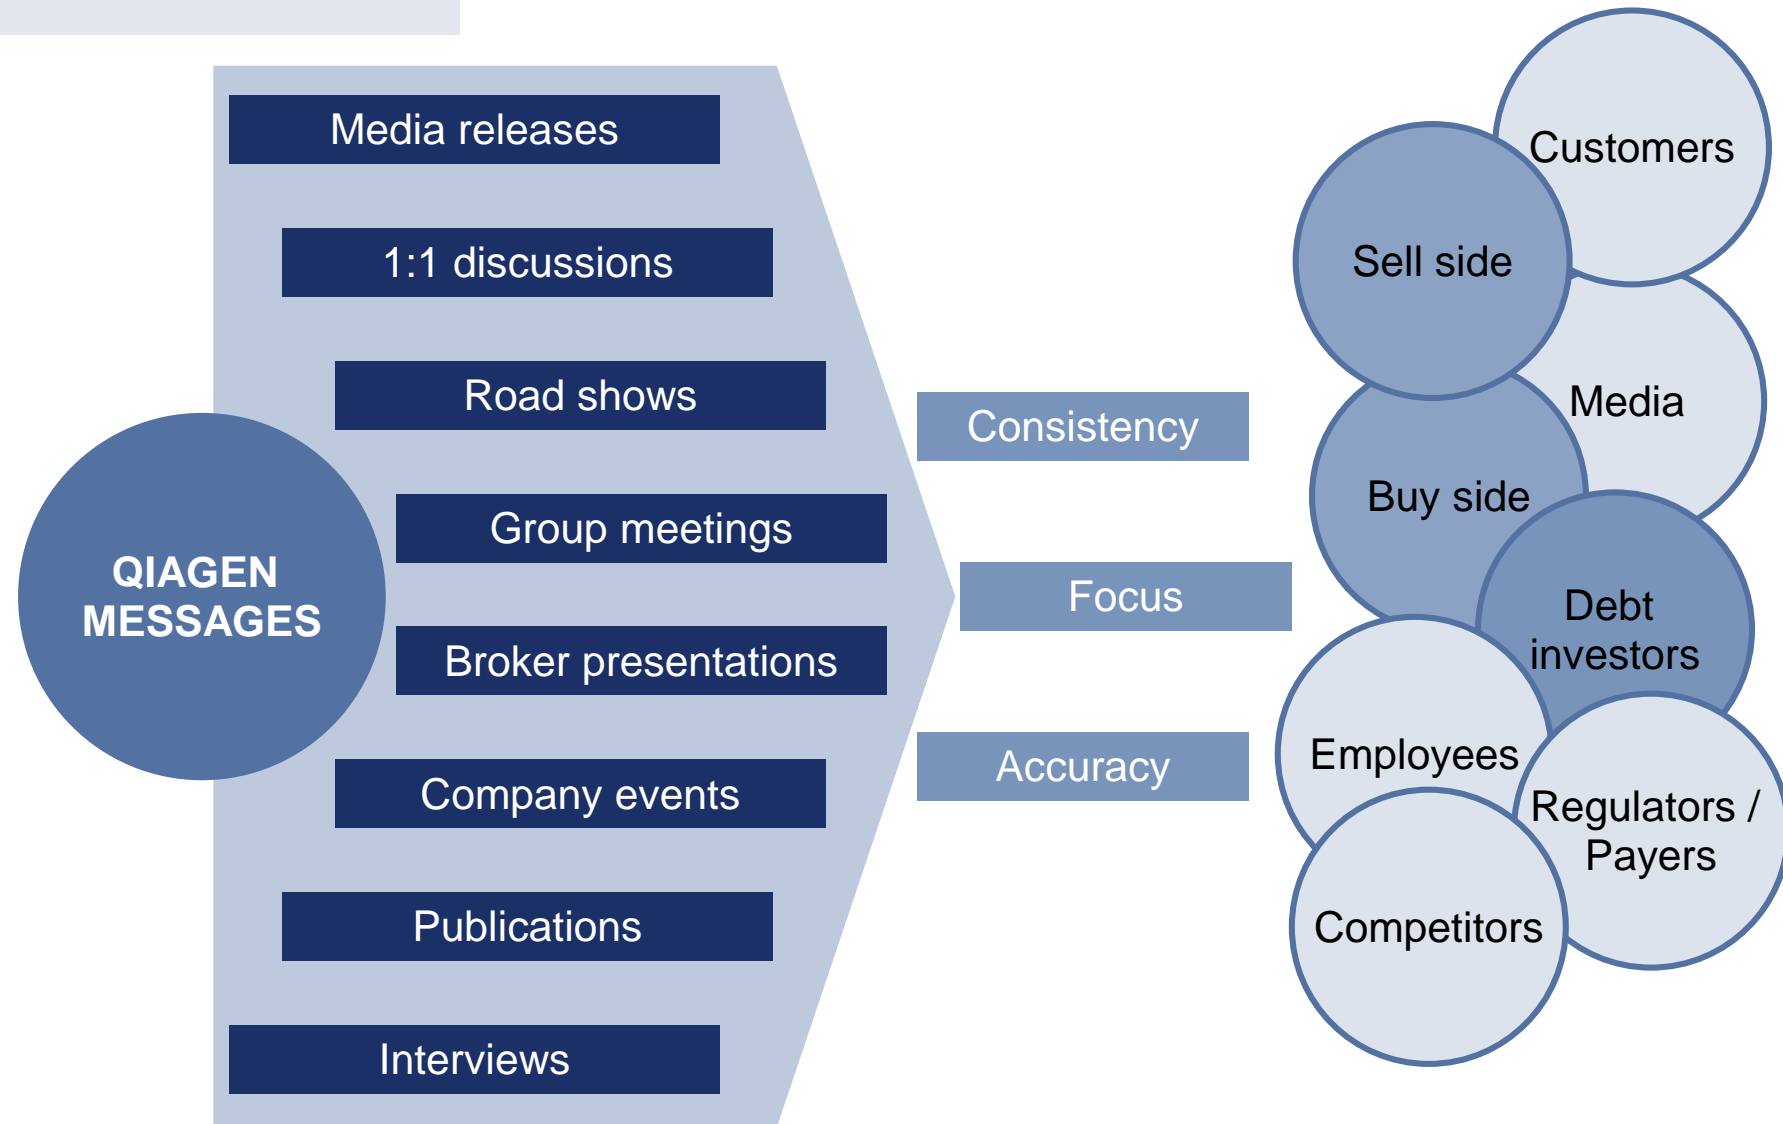 QIAGEN
MESSAGES
Media releases
1:1 discussions
Road shows
Group meetings
Broker presentations
Company events
Publications
Interviews
Consistency
Focus
Accuracy
Customers
Sell side
Media
Buy side
Debt
investors
Employees
Regulators /
Payers
Competitors